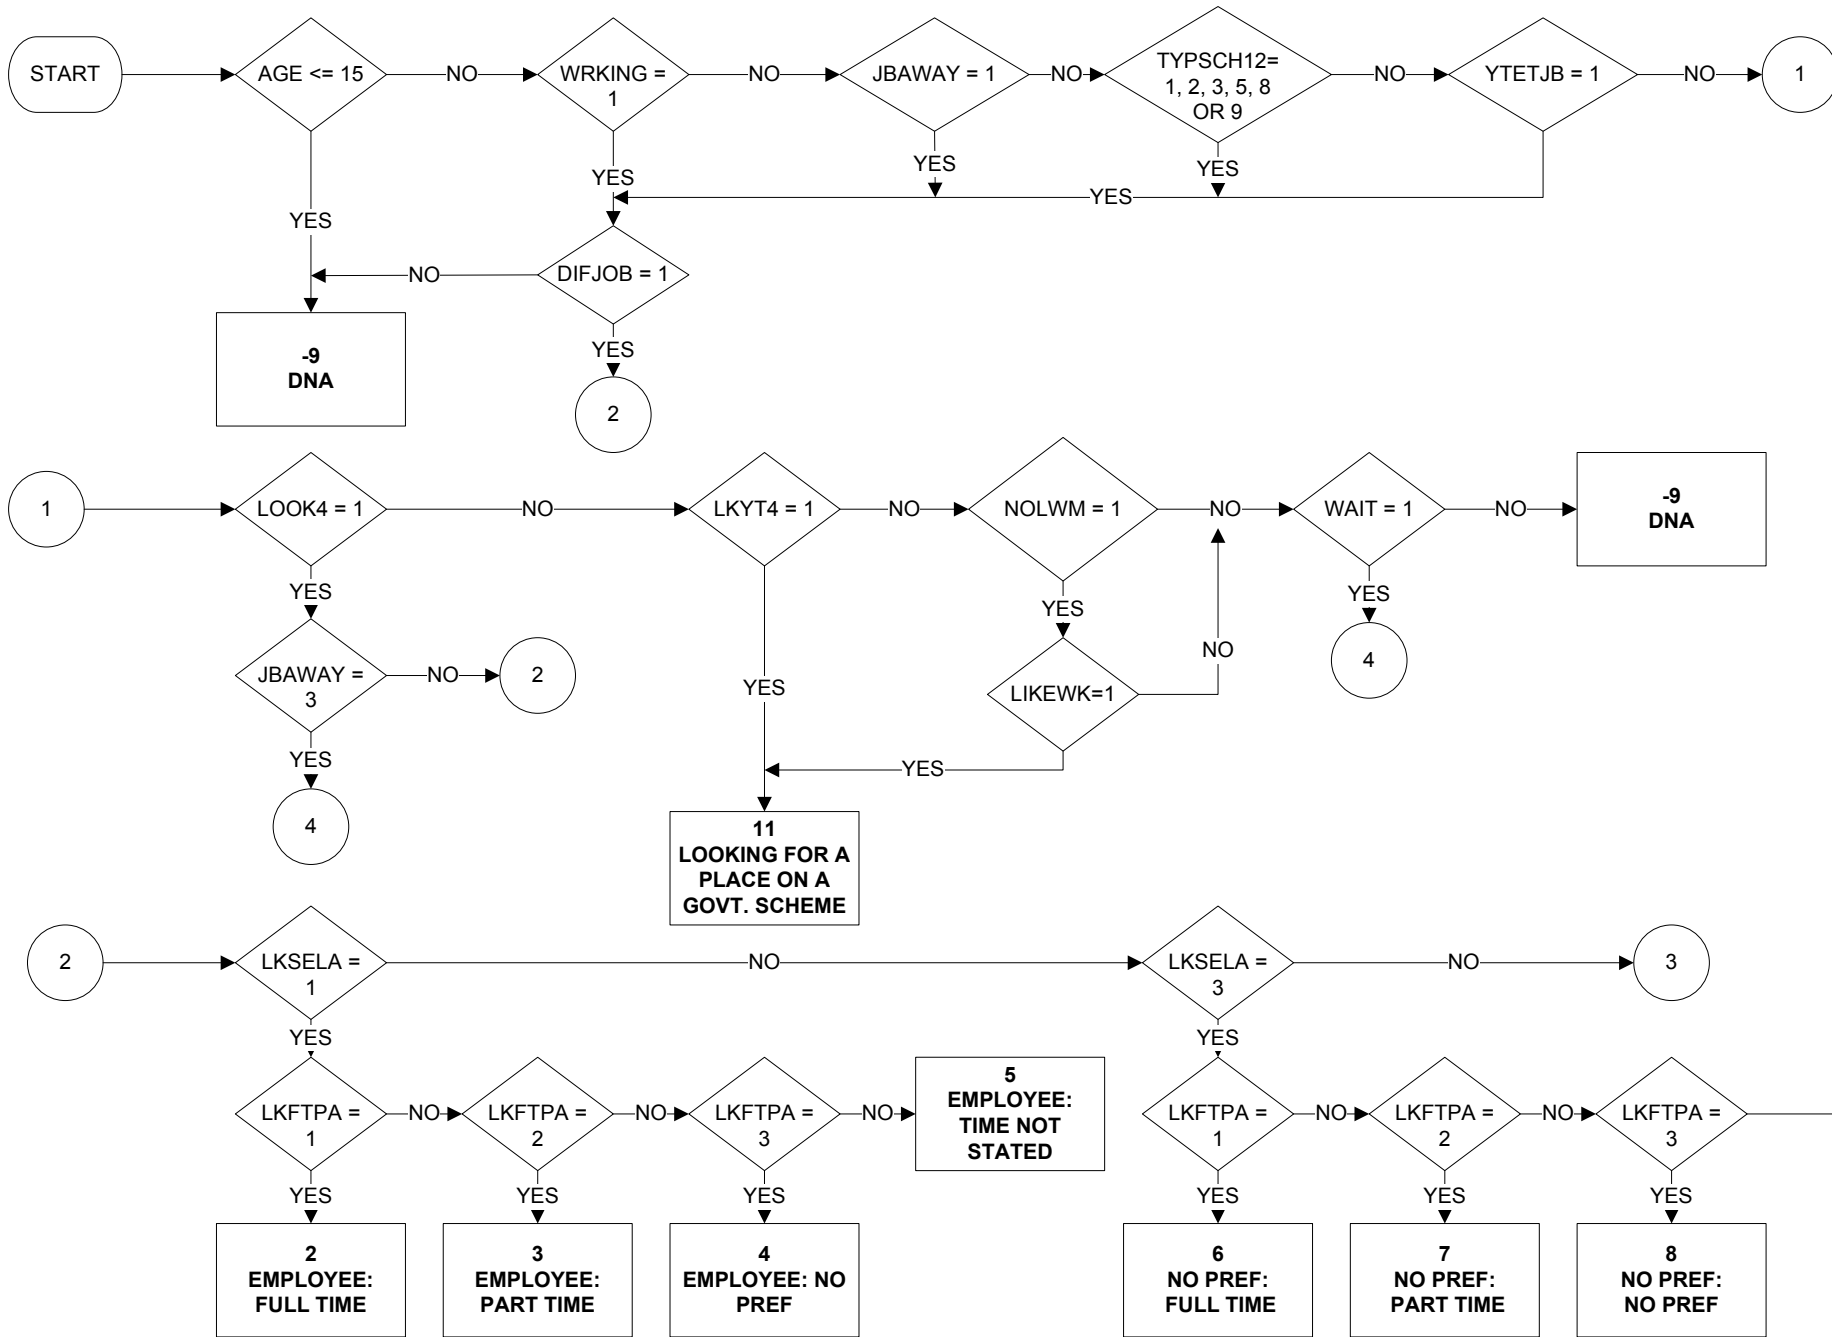 START
AGE <= 15
NO
WRKING =
1
NO
JBAWAY = 1
NO
TYPSCH12=
1, 2, 3, 5, 8
OR 9
NO
YTETJB = 1
NO
1
YES
YES
YES
YES
YES
DIFJOB = 1
NO
-9
DNA
YES
2
1
LOOK4 = 1
NO
LKYT4 = 1
NO
NOLWM = 1
NO
WAIT = 1
NO
-9
DNA
YES
YES
YES
YES
JBAWAY =
3
NO
2
LIKEWK=1
NO
4
YES
YES
4
11
LOOKING FOR A
PLACE ON A
GOVT. SCHEME
2
LKSELA =
1
NO
LKSELA =
3
NO
3
YES
YES
LKFTPA =
1
NO
LKFTPA =
2
NO
LKFTPA =
3
NO
5
EMPLOYEE:
TIME NOT
STATED
LKFTPA =
1
NO
LKFTPA =
2
NO
LKFTPA =
3
YES
YES
YES
YES
YES
YES
2
EMPLOYEE:
FULL TIME
3
EMPLOYEE:
PART TIME
4
EMPLOYEE: NO
PREF
6
NO PREF:
FULL TIME
7
NO PREF:
PART TIME
8
NO PREF:
NO PREF